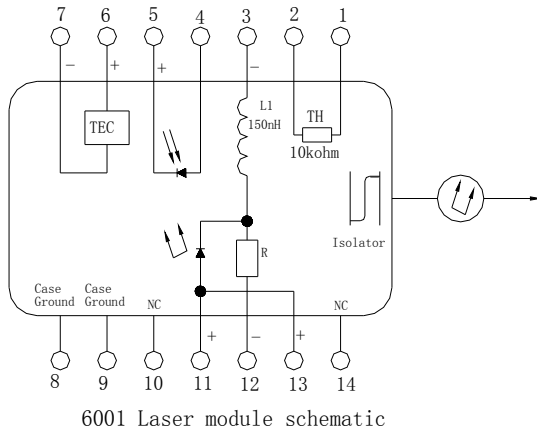 7 6 5 4 3 2 1
− + + −
L1
150nH
TEC
TH
10kohm
Isolator
R
Case Ground
Case Ground
NC
NC
+ − +
8 9 10 11 12 13 14
6001 Laser module schematic